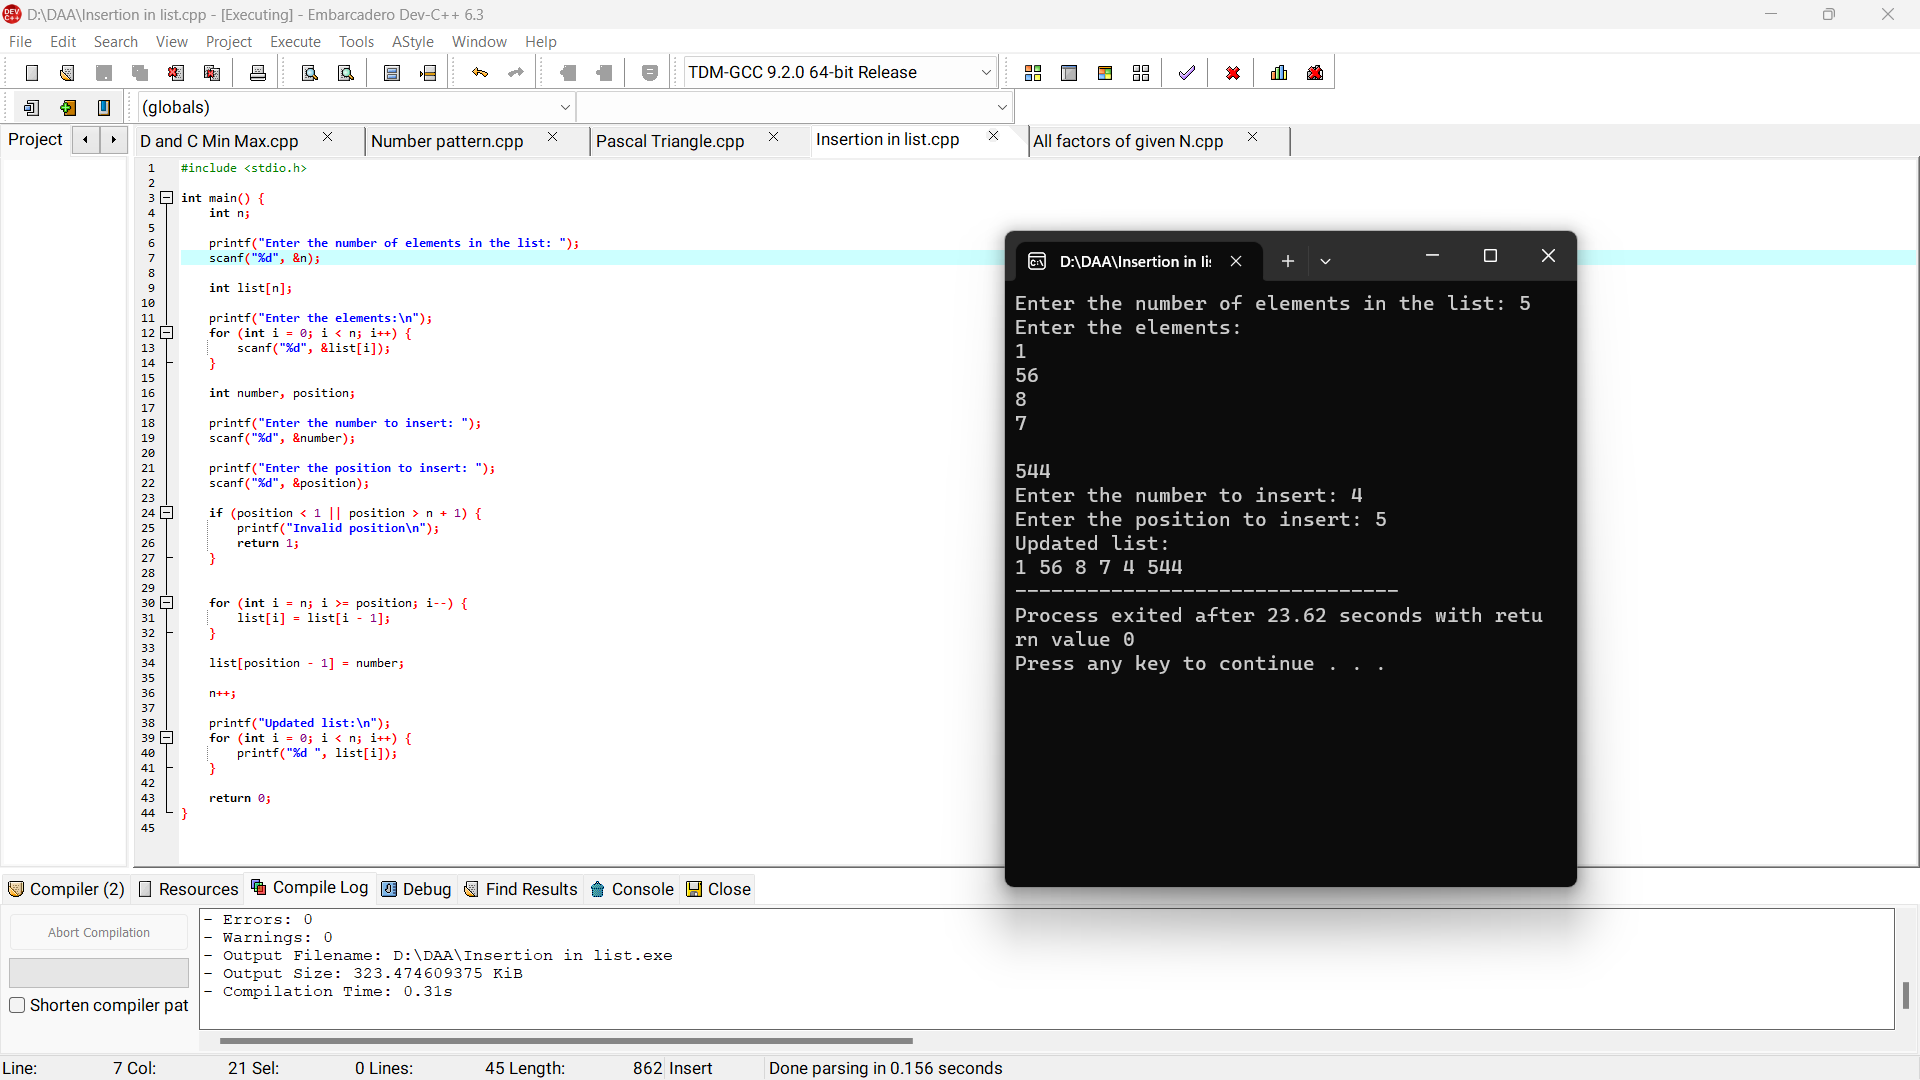 D:\DAA\Insertion in list.cpp - [Executing] - Embarcadero Dev-C++ 6.3
File Edit Search View Project Execute Tools AStyle Window Help
TDM-GCC 9.2.0 64-bit Release
(globals)
Project D and C Min Max.cpp Number pattern.cpp Pascal Triangle.cpp Insertion in list.cpp All factors of given N.cpp
1 #include <stdio.h>
2
3 int main() {
4 int n;
5
6 printf("Enter the number of elements in the list: ");
7 scanf("%d", &n);
8
9 int list[n];
10
11 printf("Enter the elements:\n");
12 for (int i = 0; i < n; i++) {
13 scanf("%d", &list[i]);
14 }
15
16 int number, position;
17
18 printf("Enter the number to insert: ");
19 scanf("%d", &number);
20
21 printf("Enter the position to insert: ");
22 scanf("%d", &position);
23
24 if (position < 1 || position > n + 1) {
25 printf("Invalid position\n");
26 return 1;
27 }
28
29
30 for (int i = n; i >= position; i--) {
31 list[i] = list[i - 1];
32 }
33
34 list[position - 1] = number;
35
36 n++;
37
38 printf("Updated list:\n");
39 for (int i = 0; i < n; i++) {
40 printf("%d ", list[i]);
41 }
42
43 return 0;
44 }
45
D:\DAA\Insertion in lis
Enter the number of elements in the list: 5
Enter the elements:
1
56
8
7
544
Enter the number to insert: 4
Enter the position to insert: 5
Updated list:
1 56 8 7 4 544
--------------------------------
Process exited after 23.62 seconds with retu
rn value 0
Press any key to continue . . .
Compiler (2) Resources Compile Log Debug Find Results Console Close
Abort Compilation
Shorten compiler pat
- Errors: 0
- Warnings: 0
- Output Filename: D:\DAA\Insertion in list.exe
- Output Size: 323.474609375 KiB
- Compilation Time: 0.31s
Line: 7 Col: 21 Sel: 0 Lines: 45 Length: 862 Insert Done parsing in 0.156 seconds